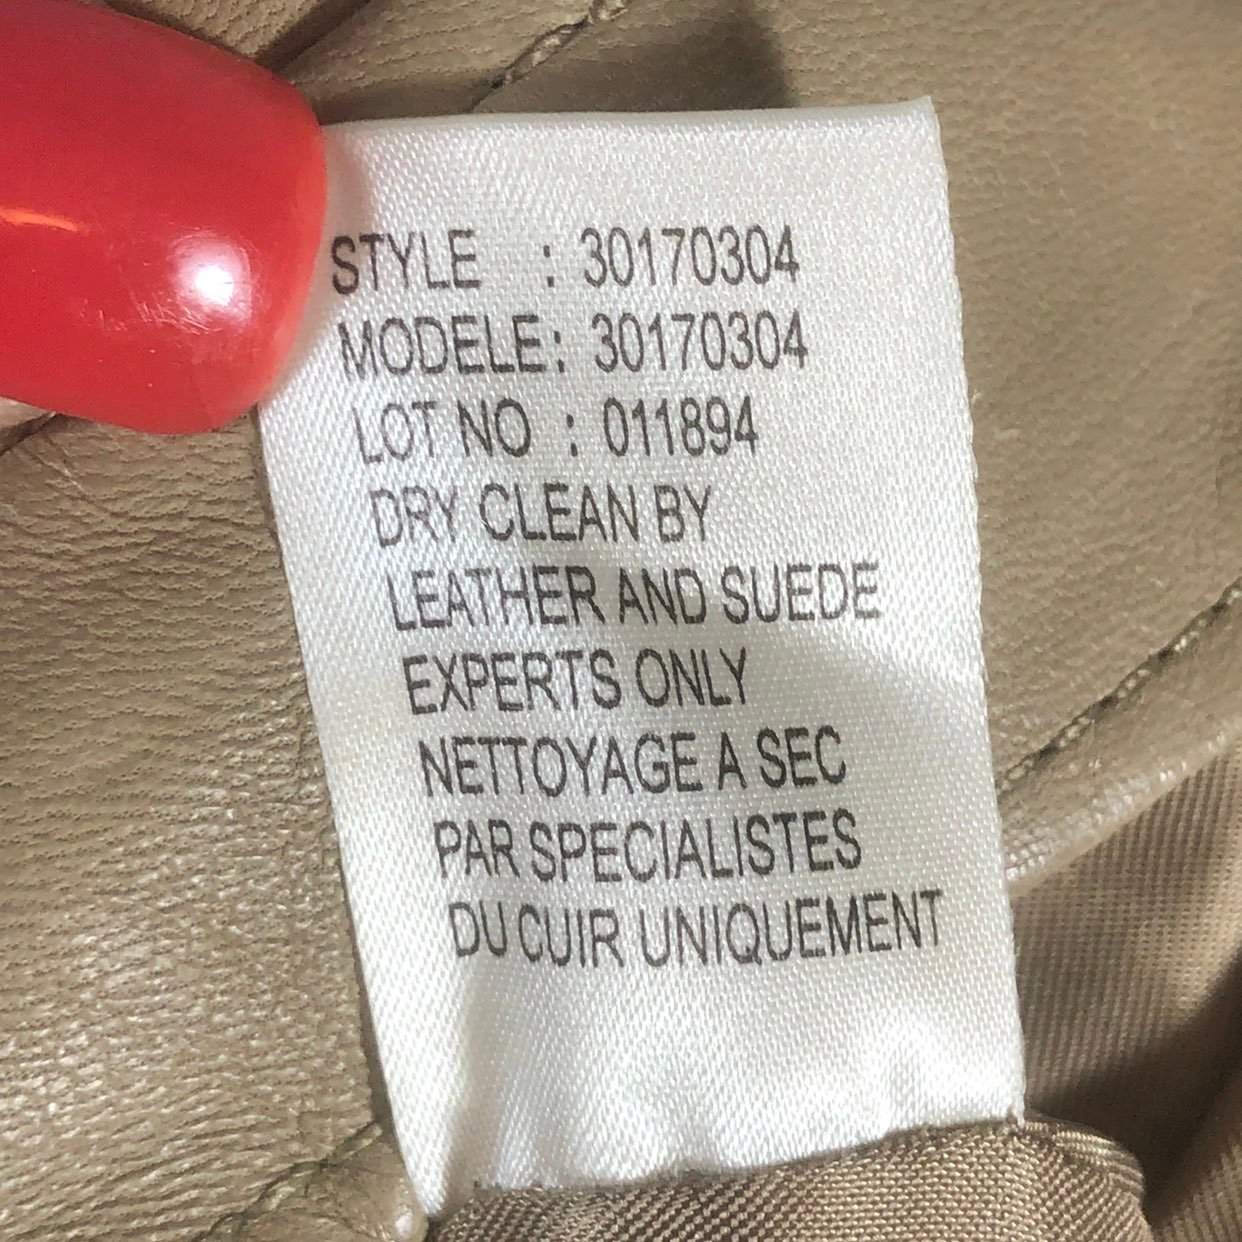 STYLE : 30170304
MODELE : 30170304
LOT NO : 011894
DRY CLEAN BY
LEATHER AND SUEDE
EXPERTS ONLY
NETTOYAGE A SEC
PAR SPECIALISTES
DU CUIR UNIQUEMENT